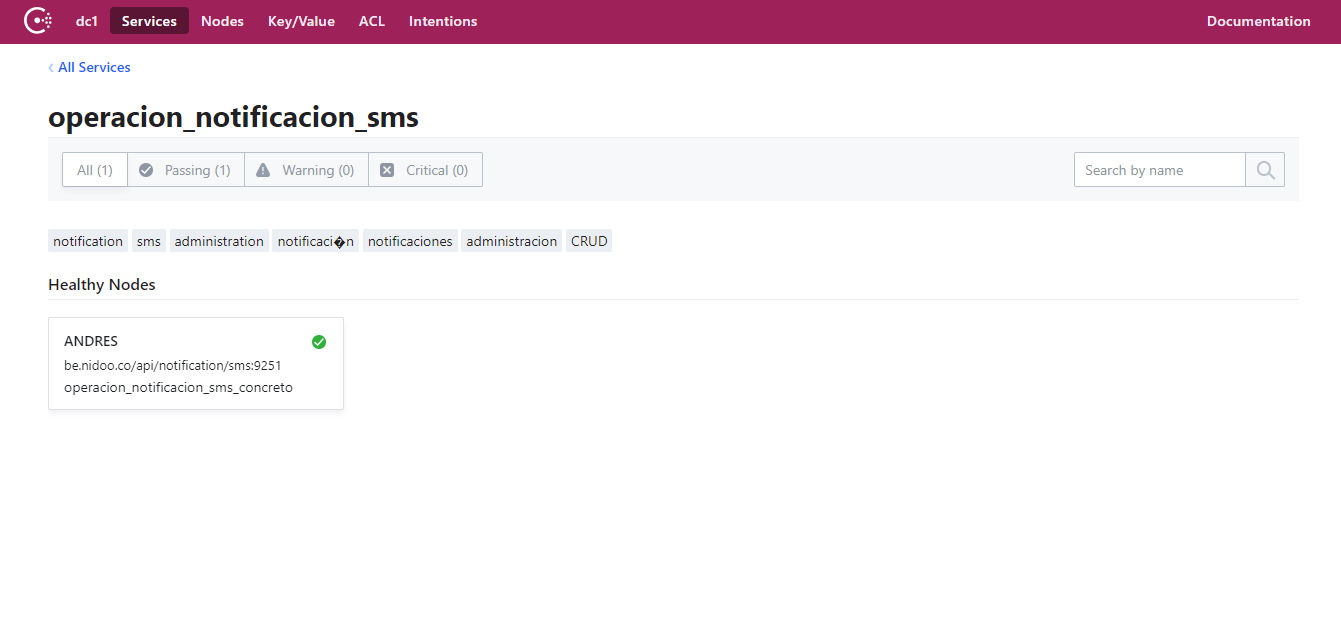 dc1 Services Nodes Key/Value ACL Intentions Documentation
‹ All Services
operacion_notificacion_sms
All (1) Passing (1) Warning (0) Critical (0) Search by name
notification sms administration notificaci�n notificaciones administracion CRUD
Healthy Nodes
ANDRES
be.nidoo.co/api/notification/sms:9251
operacion_notificacion_sms_concreto